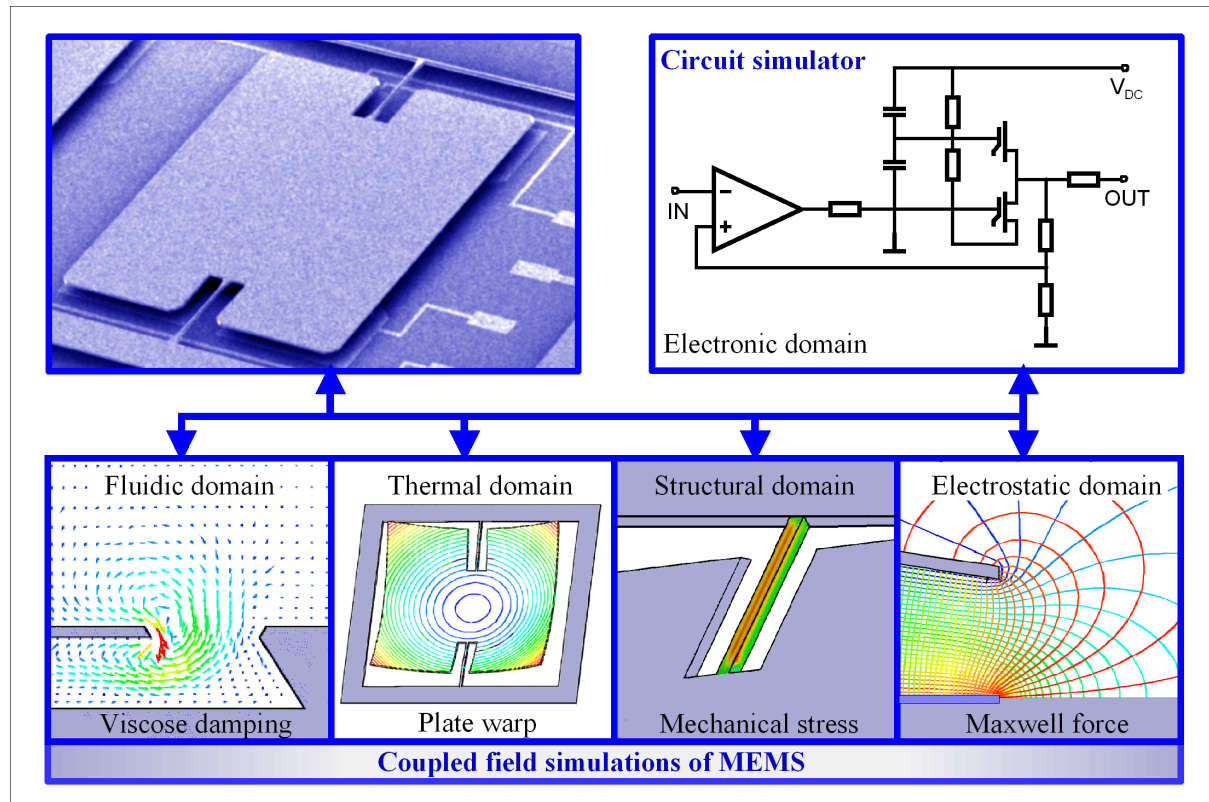 Circuit simulator
V_DC
IN
−
+
OUT
Electronic domain
Fluidic domain
Thermal domain
Structural domain
Electrostatic domain
Viscose damping
Plate warp
Mechanical stress
Maxwell force
Coupled field simulations of MEMS